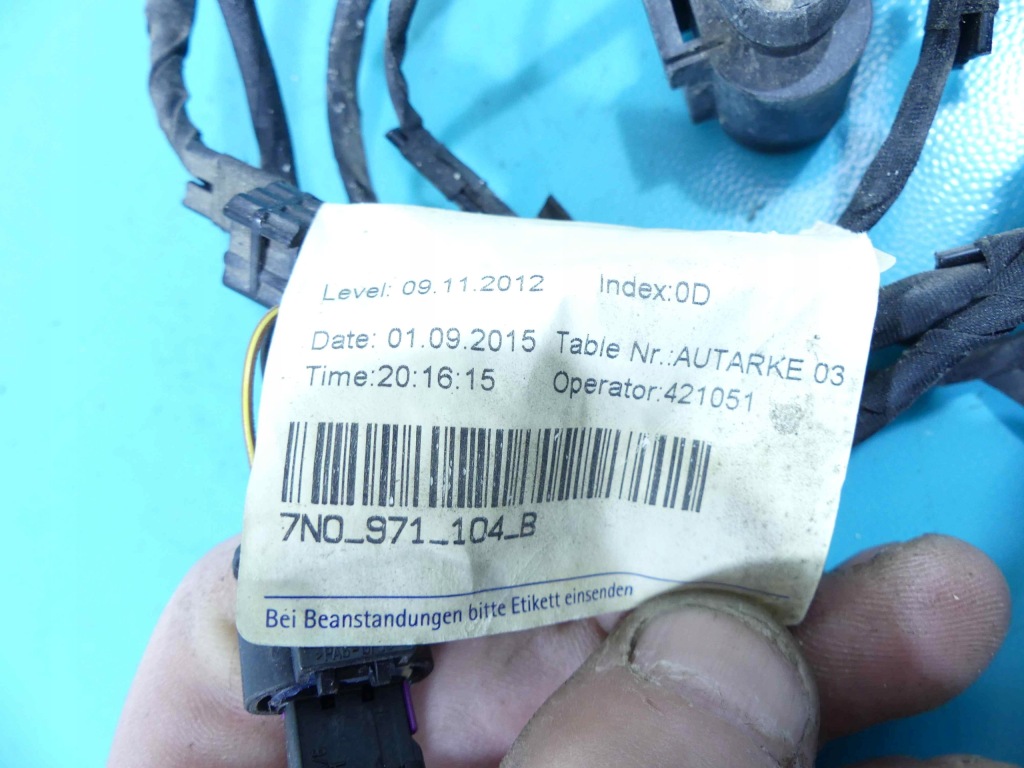 Level: 09.11.2012 Index:0D
Date: 01.09.2015 Table Nr.:AUTARKE 03
Time:20:16:15 Operator:421051
7N0_971_104_B
Bei Beanstandungen bitte Etikett einsenden